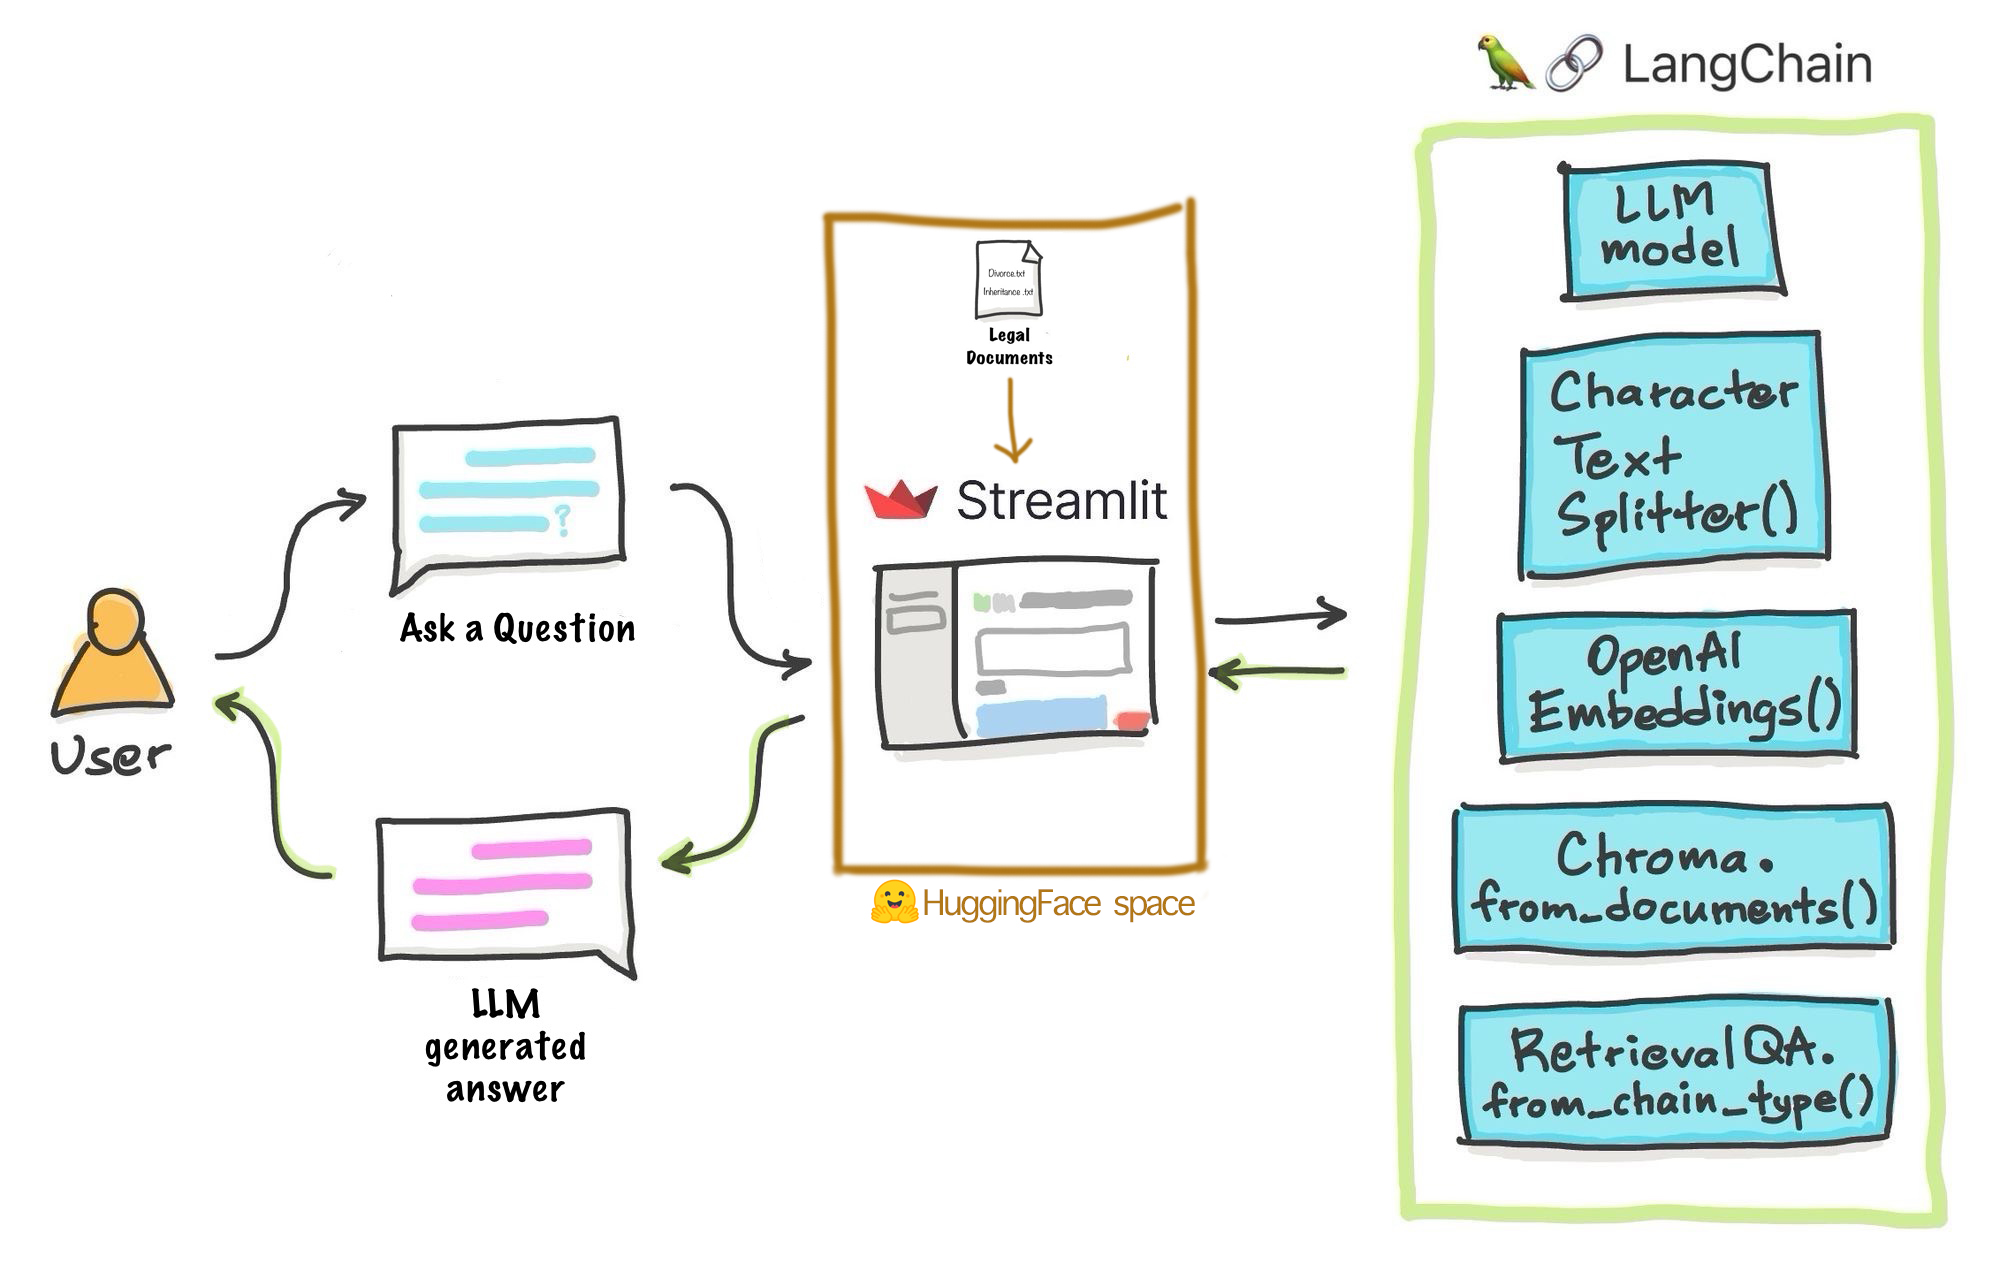 LangChain
LLM
model
Character
Text
Splitter()
OpenAI
Embeddings()
Chroma.
from_documents()
RetrievalQA.
from_chain_type()
Divorce.txt
Inheritance .txt
Legal
Documents
Streamlit
HuggingFace space
?
Ask a Question
User
LLM
generated
answer